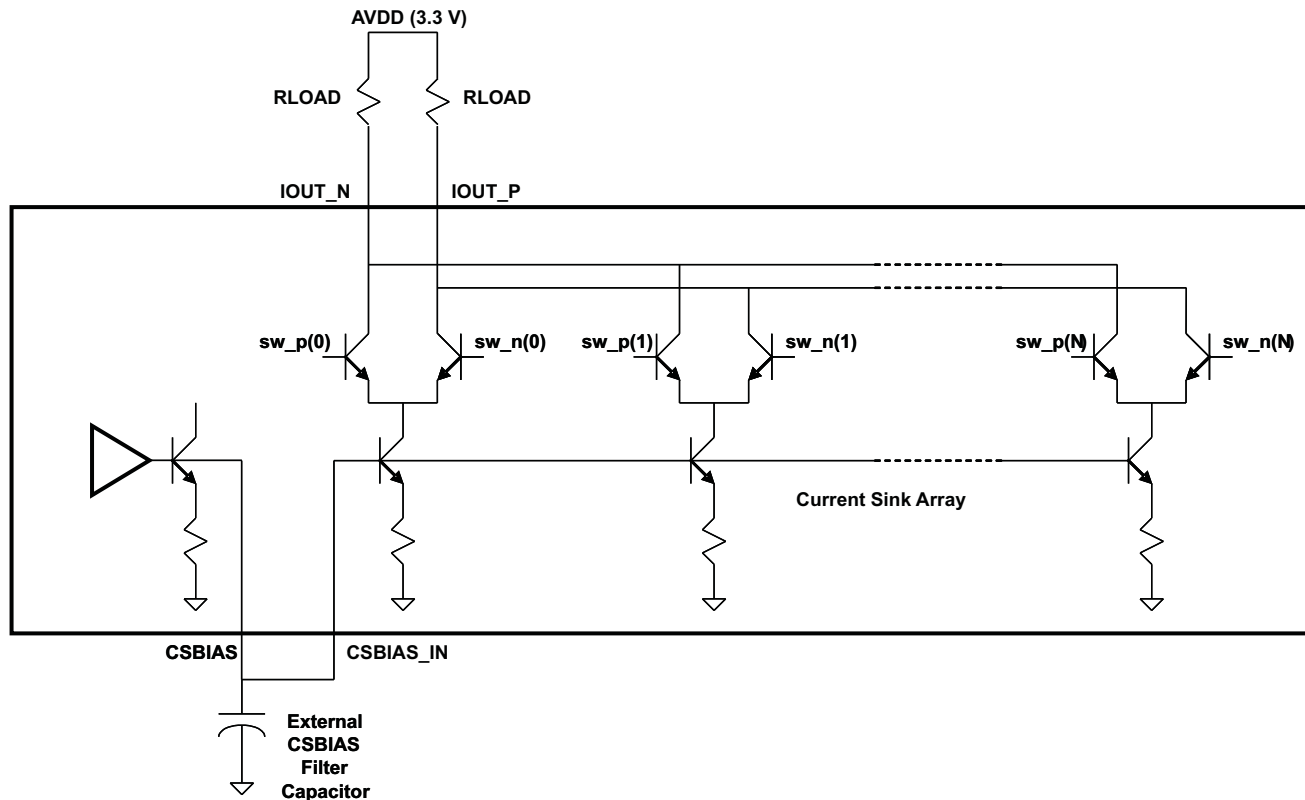 AVDD (3.3 V)
RLOAD RLOAD
IOUT_N IOUT_P
sw_p(0) sw_n(0) sw_p(1) sw_n(1) sw_p(N) sw_n(N)
Current Sink Array
CSBIAS CSBIAS_IN
External
CSBIAS
Filter
Capacitor